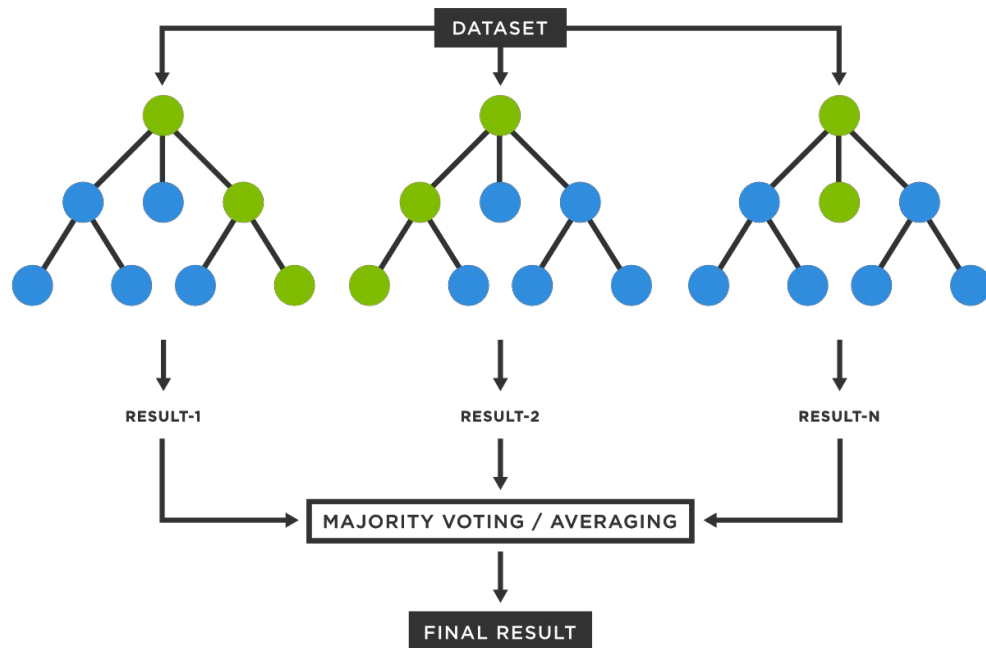 DATASET
RESULT-1
RESULT-2
RESULT-N
MAJORITY VOTING / AVERAGING
FINAL RESULT